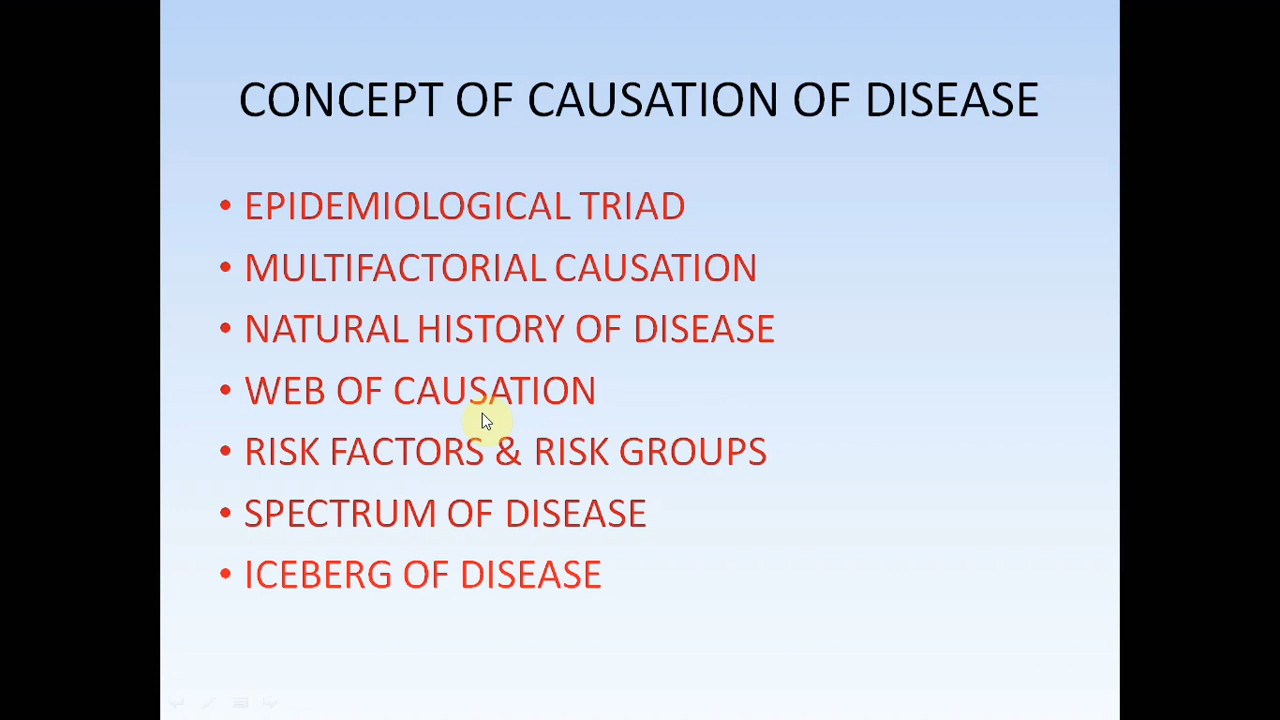 CONCEPT OF CAUSATION OF DISEASE
• EPIDEMIOLOGICAL TRIAD
• MULTIFACTORIAL CAUSATION
• NATURAL HISTORY OF DISEASE
• WEB OF CAUSATION
• RISK FACTORS & RISK GROUPS
• SPECTRUM OF DISEASE
• ICEBERG OF DISEASE